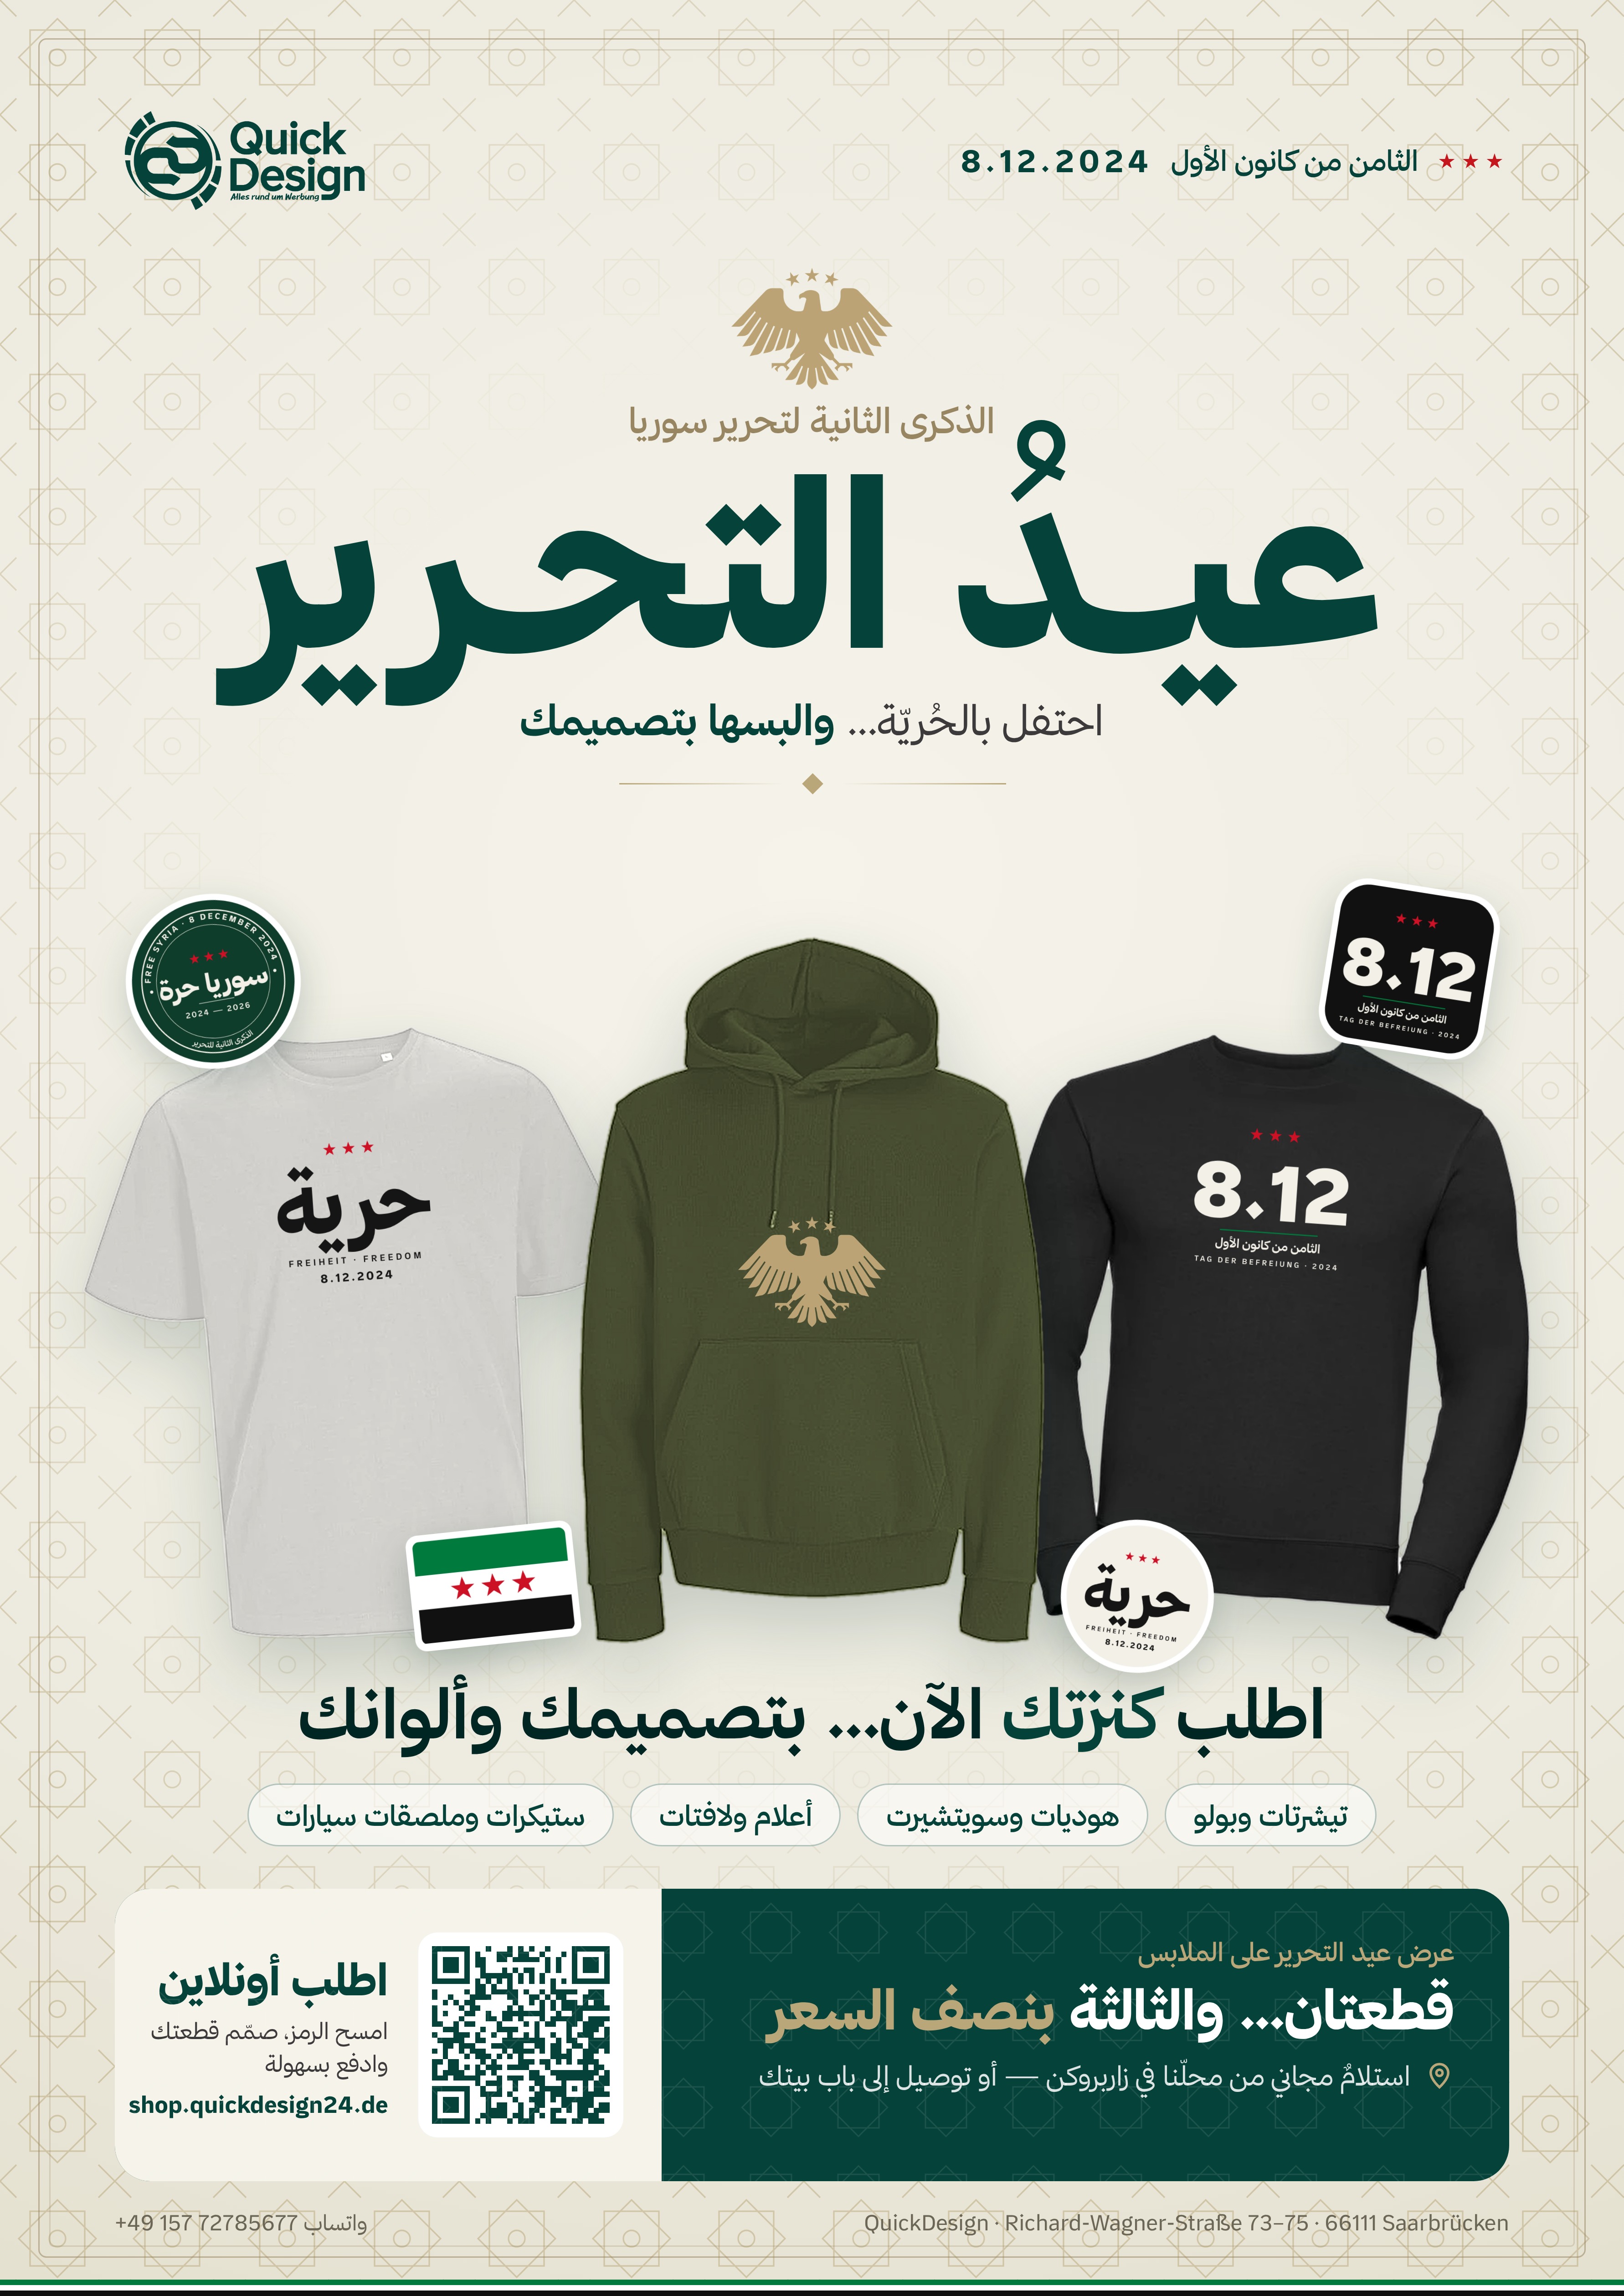 Quick
Design
Alles rund um Werbung
الثامن من كانون الأول 8.12.2024
الذكرى الثانية لتحرير سوريا
عيدُ التحرير
احتفل بالحُريّة... والبسها بتصميمك
FREE SYRIA · 8 DECEMBER 2024
سوريا حرة
2024 — 2026
الذكرى الثانية للتحرير
8.12
الثامن من كانون الأول
TAG DER BEFREIUNG · 2024
حرية
FREIHEIT · FREEDOM
8.12.2024
8.12
الثامن من كانون الأول
TAG DER BEFREIUNG · 2024
حرية
FREIHEIT · FREEDOM
8.12.2024
اطلب كنزتك الآن... بتصميمك وألوانك
تيشرتات وبولو
هوديات وسويتشيرت
أعلام ولافتات
ستيكرات وملصقات سيارات
عرض عيد التحرير على الملابس
قطعتان... والثالثة بنصف السعر
استلامٌ مجاني من محلّنا في زاربروكن — أو توصيل إلى باب بيتك
اطلب أونلاين
امسح الرمز، صمّم قطعتك
وادفع بسهولة
shop.quickdesign24.de
واتساب +49 157 72785677
QuickDesign · Richard-Wagner-Straße 73–75 · 66111 Saarbrücken